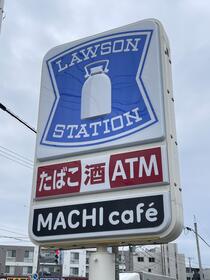 LAWSON
STATION
たばこ 酒 ATM
MACHI café